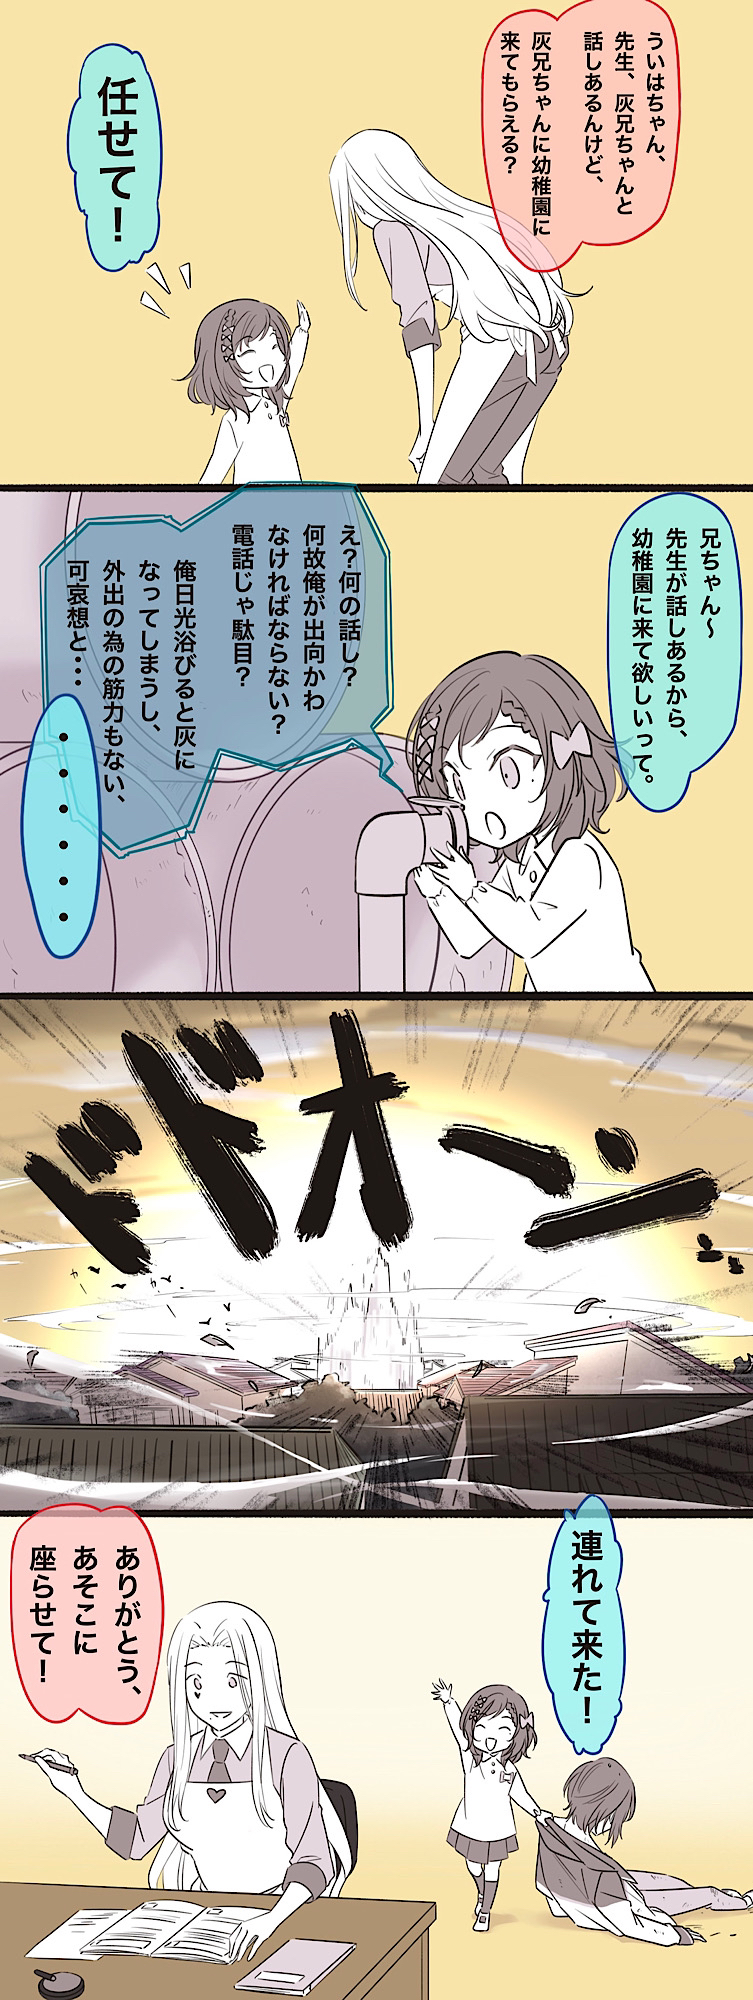 ういはちゃん、
先生、灰兄ちゃんと
話しあるんけど、
灰兄ちゃんに幼稚園に
来てもらえる？
任せて！
兄ちゃん～
先生が話しあるから、
幼稚園に来て欲しいって。
え？何の話し？
何故俺が出向かわ
なければならない？
電話じゃ駄目？
俺日光浴びると灰に
なってしまうし、
外出の為の筋力もない、
可哀想と・・・
・・・・・・・
ドドオーン
連れて来た！
ありがとう、
あそこに
座らせて！